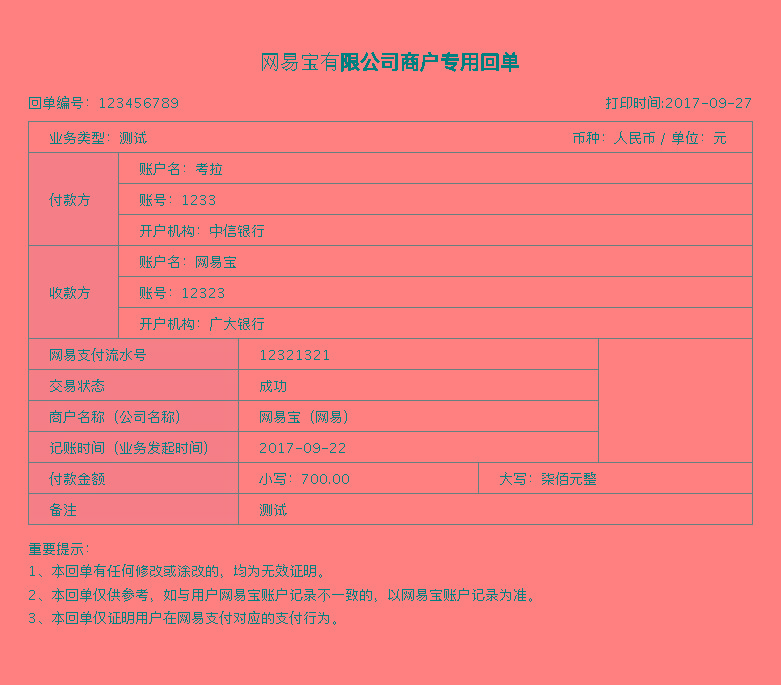 网易宝有限公司商户专用回单
回单编号：123456789 打印时间:2017-09-27
业务类型：测试 币种：人民币 / 单位：元
付款方
账户名：考拉
账号：1233
开户机构：中信银行
收款方
账户名：网易宝
账号：12323
开户机构：广大银行
网易支付流水号 12321321
交易状态 成功
商户名称（公司名称） 网易宝（网易）
记账时间（业务发起时间） 2017-09-22
付款金额 小写：700.00 大写：柒佰元整
备注 测试
重要提示：
1、本回单有任何修改或涂改的，均为无效证明。
2、本回单仅供参考，如与用户网易宝账户记录不一致的，以网易宝账户记录为准。
3、本回单仅证明用户在网易支付对应的支付行为。